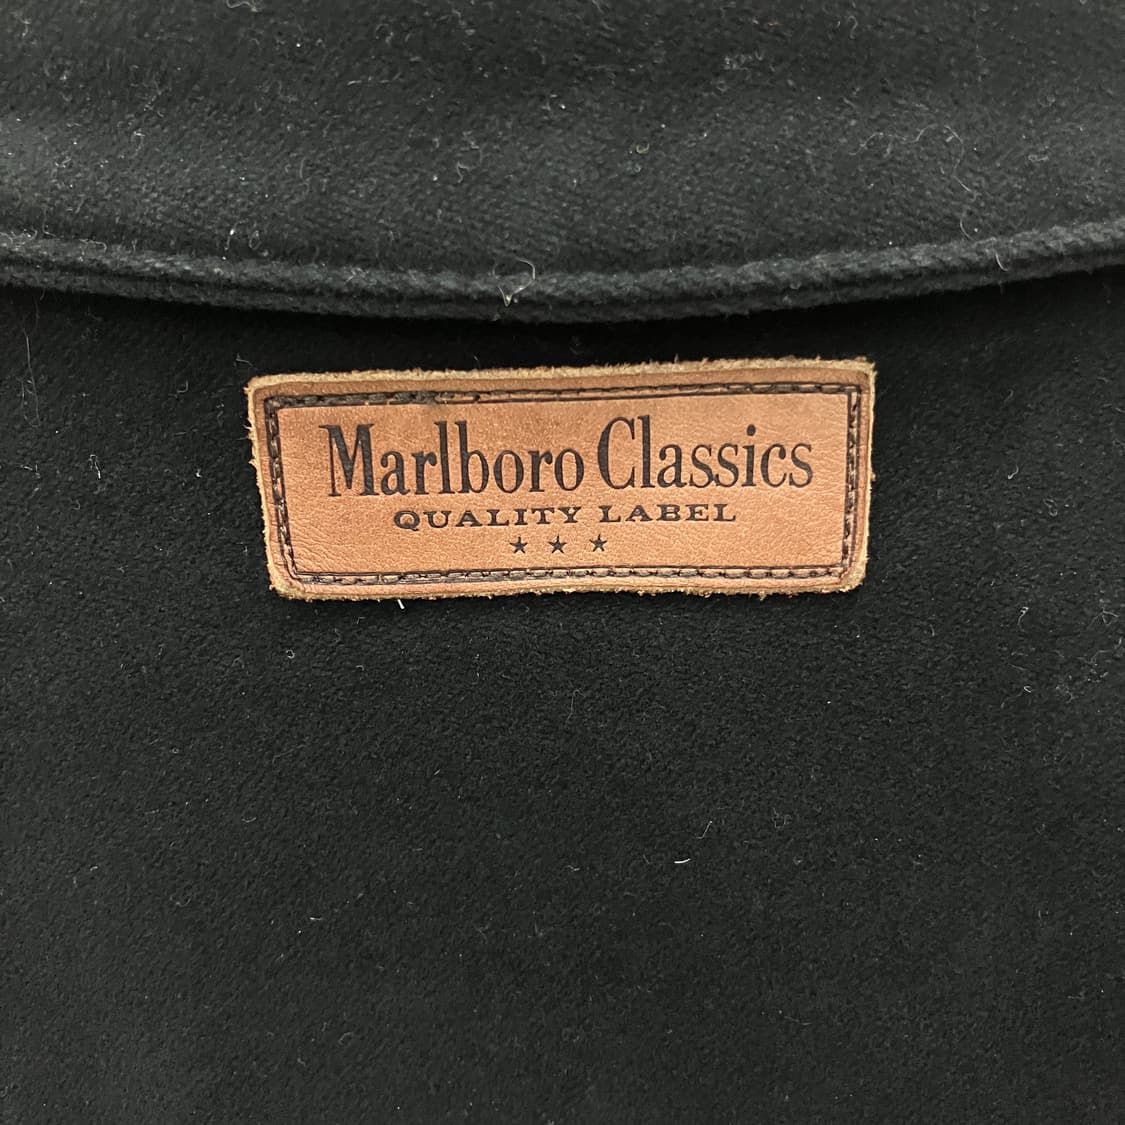 Marlboro Classics
QUALITY LABEL
★ ★ ★